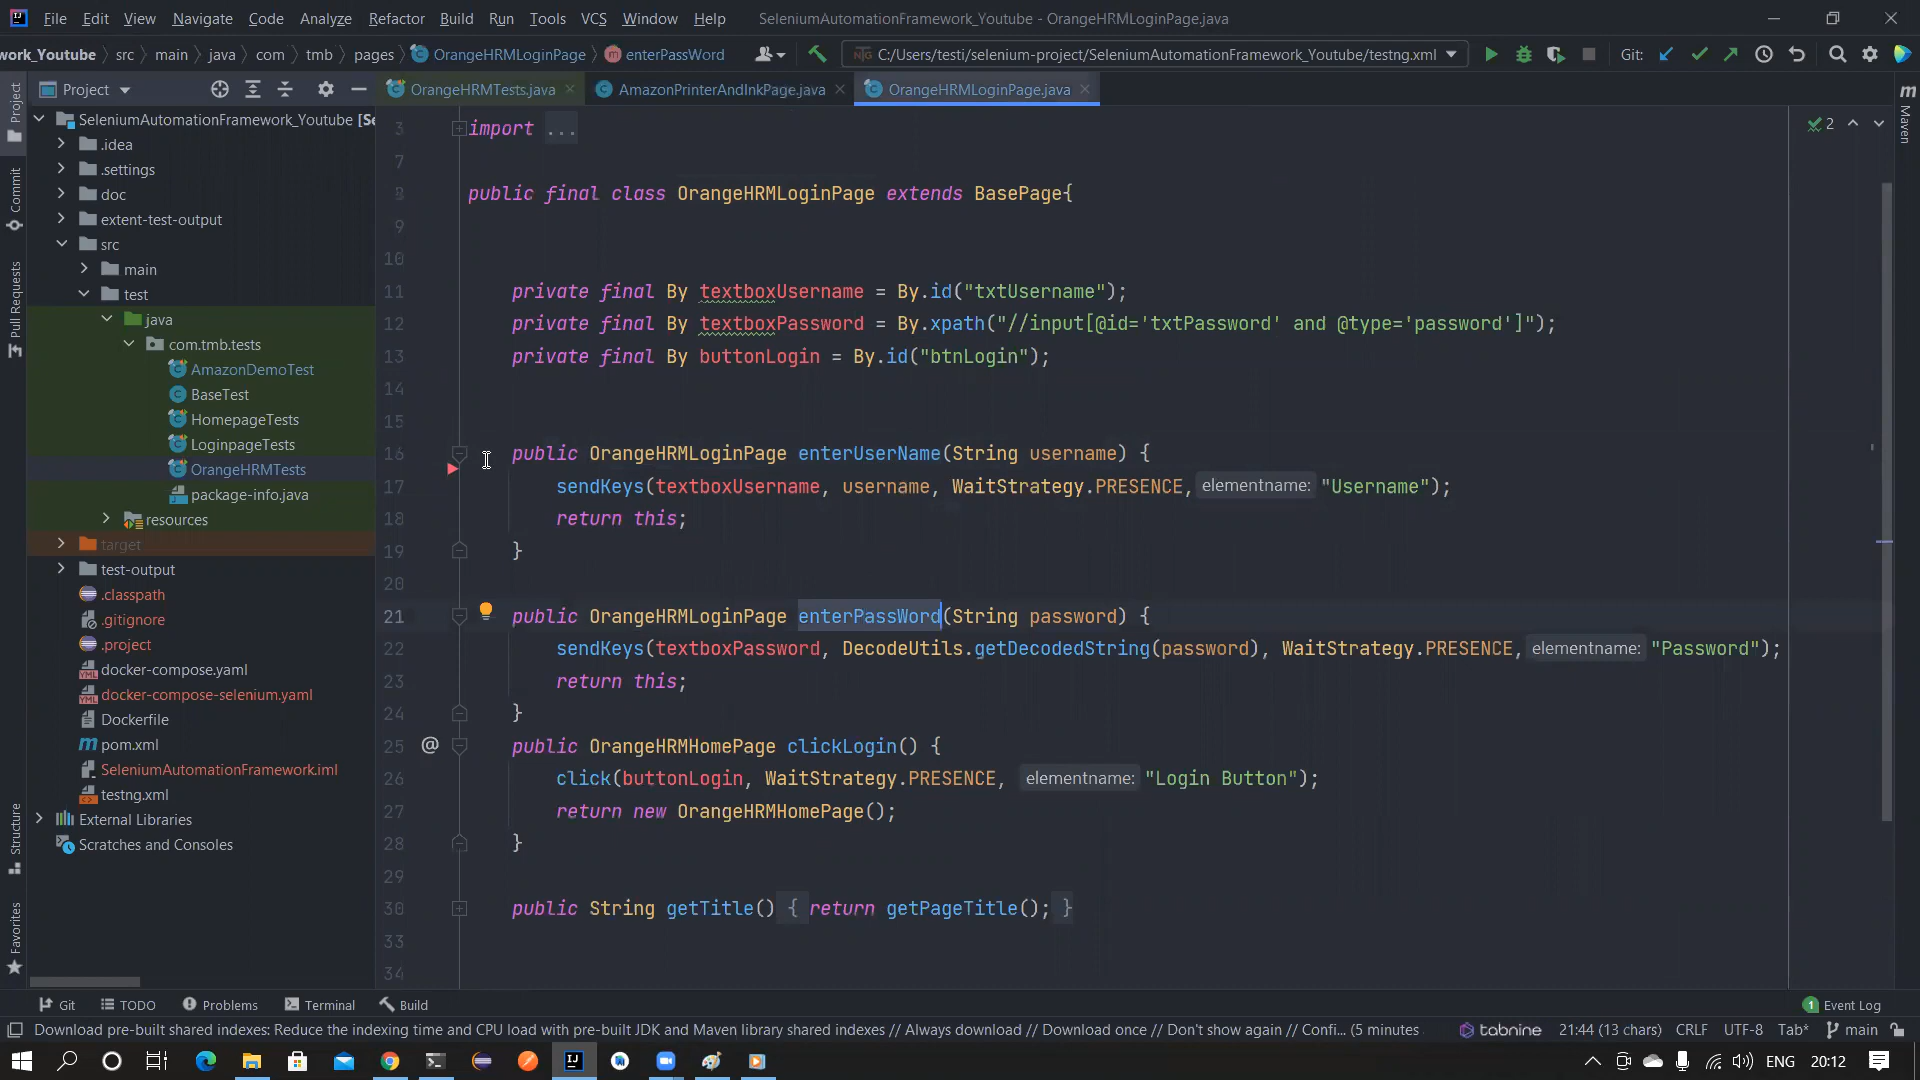 File Edit View Navigate Code Analyze Refactor Build Run Tools VCS Window Help SeleniumAutomationFramework_Youtube - OrangeHRMLoginPage.java
work_Youtube src main java com tmb pages OrangeHRMLoginPage enterPassWord C:/Users/testi/selenium-project/SeleniumAutomationFramework_Youtube/testng.xml Git:
Project OrangeHRMTests.java AmazonPrinterAndInkPage.java OrangeHRMLoginPage.java
Project
Commit
Pull Requests
Structure
Favorites
Maven
SeleniumAutomationFramework_Youtube [Se
.idea
.settings
doc
extent-test-output
src
main
test
java
com.tmb.tests
AmazonDemoTest
BaseTest
HomepageTests
LoginpageTests
OrangeHRMTests
package-info.java
resources
target
test-output
.classpath
.gitignore
.project
docker-compose.yaml
docker-compose-selenium.yaml
Dockerfile
pom.xml
SeleniumAutomationFramework.iml
testng.xml
External Libraries
Scratches and Consoles
2
3 import ...
7
8 public final class OrangeHRMLoginPage extends BasePage{
9
10
11 private final By textboxUsername = By.id("txtUsername");
12 private final By textboxPassword = By.xpath("//input[@id='txtPassword' and @type='password']");
13 private final By buttonLogin = By.id("btnLogin");
14
15
16 public OrangeHRMLoginPage enterUserName(String username) {
17 sendKeys(textboxUsername, username, WaitStrategy.PRESENCE, elementname: "Username");
18 return this;
19 }
20
21 public OrangeHRMLoginPage enterPassWord(String password) {
22 sendKeys(textboxPassword, DecodeUtils.getDecodedString(password), WaitStrategy.PRESENCE, elementname: "Password");
23 return this;
24 }
25 @ public OrangeHRMHomePage clickLogin() {
26 click(buttonLogin, WaitStrategy.PRESENCE, elementname: "Login Button");
27 return new OrangeHRMHomePage();
28 }
29
30 public String getTitle() { return getPageTitle(); }
33
34
Git TODO Problems Terminal Build 1 Event Log
Download pre-built shared indexes: Reduce the indexing time and CPU load with pre-built JDK and Maven library shared indexes // Always download // Download once // Don't show again // Confi... (5 minutes tabnine 21:44 (13 chars) CRLF UTF-8 Tab* main
ENG 20:12